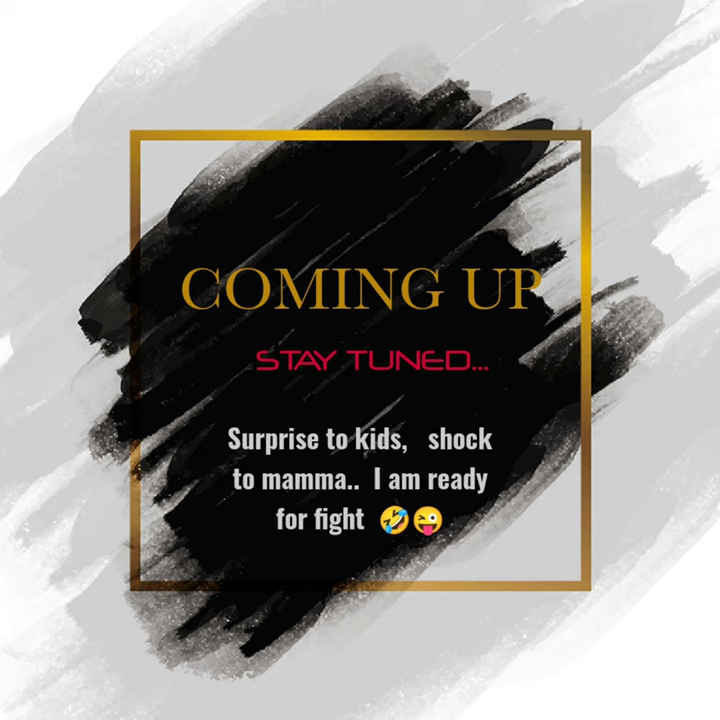 COMING UP
STAY TUNED...
Surprise to kids,   shock
to mamma..  I am ready
for fight 🤣😜